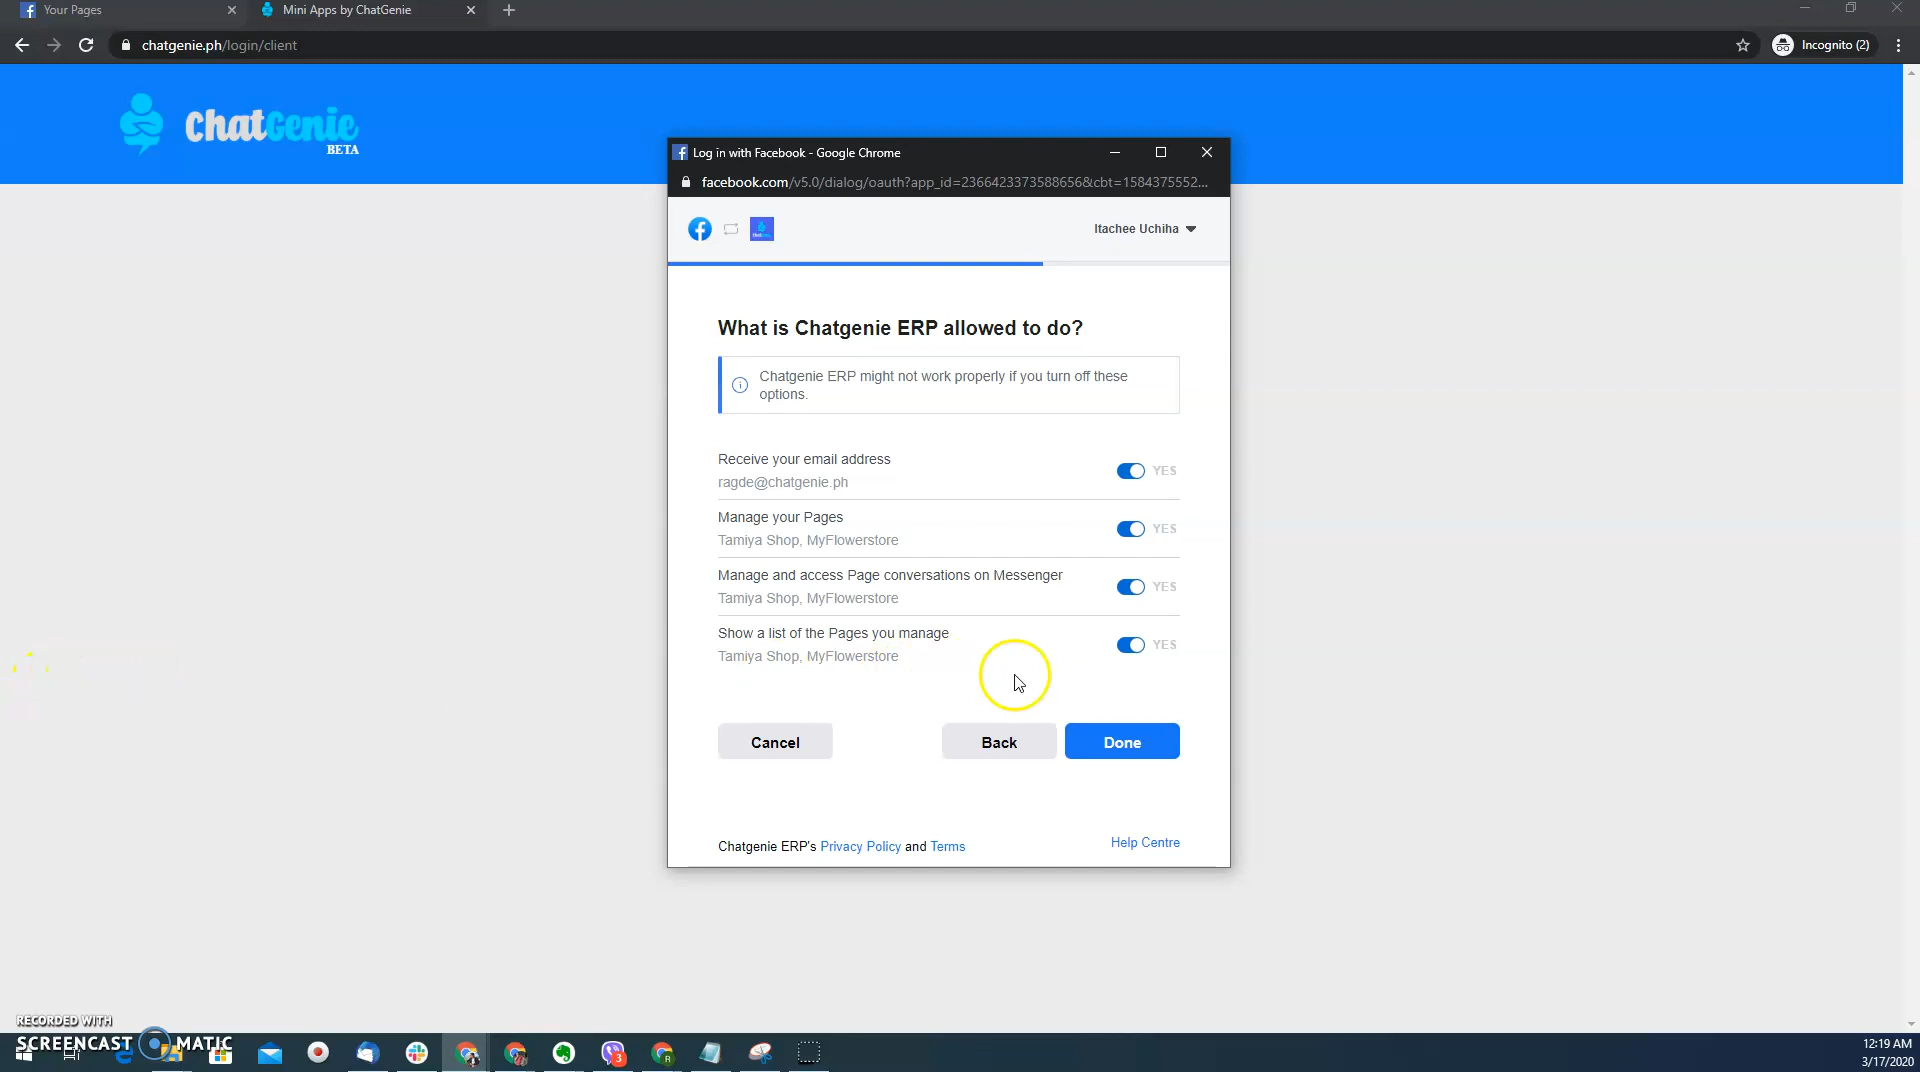 Your Pages
Mini Apps by ChatGenie
chatgenie.ph/login/client
Incognito (2)
ChatGenie
BETA
Log in with Facebook - Google Chrome
facebook.com/v5.0/dialog/oauth?app_id=236642373588656&cbt=1584375552...
Itachee Uchiha
What is Chatgenie ERP allowed to do?
Chatgenie ERP might not work properly if you turn off these
options.
Receive your email address
YES
ragde@chatgenie.ph
Manage your Pages
YES
Tamiya Shop, MyFlowerstore
Manage and access Page conversations on Messenger
YES
Tamiya Shop, MyFlowerstore
Show a list of the Pages you manage
YES
Tamiya Shop, MyFlowerstore
Cancel
Back
Done
Chatgenie ERP's Privacy Policy and Terms
Help Centre
RECORDED WITH
SCREENCAST MATIC
3
R
12:19 AM
3/17/2020